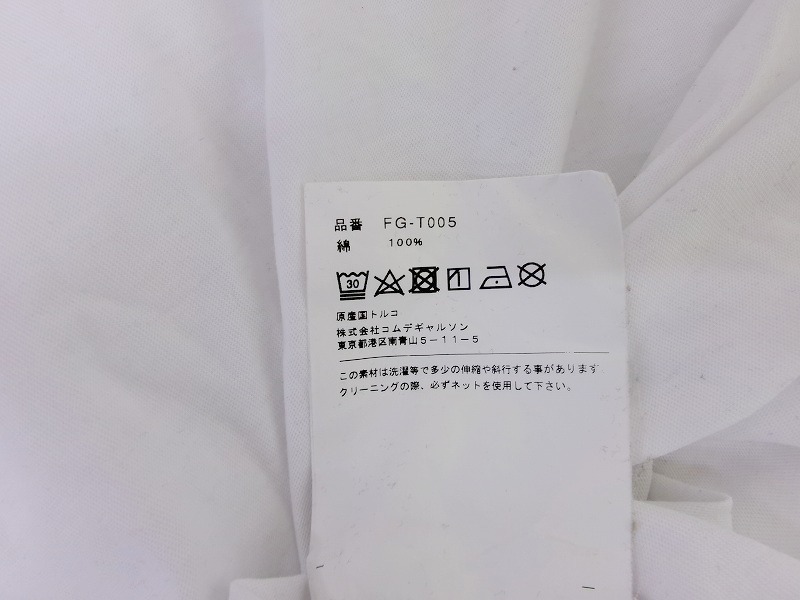 品番 FG-T005
綿 100%
30
原産国トルコ
株式会社コムデギャルソン
東京都港区南青山5-11-5
この素材は洗濯等で多少の伸縮や斜行する事があります
クリーニングの際、必ずネットを使用して下さい。